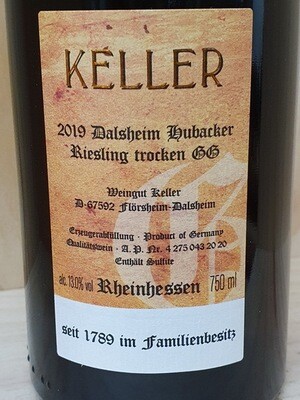 KELLER
2019 Dalsheim Hubacker
Riesling trocken GG
Weingut Keller
D-67592 Flörsheim-Dalsheim
Erzeugerabfüllung · Product of Germany
Qualitätswein · A. P. Nr. 4 275 043 20 20
Enthält Sulfite
alc. 13.0% vol Rheinhessen 750 ml
seit 1789 im Familienbesitz